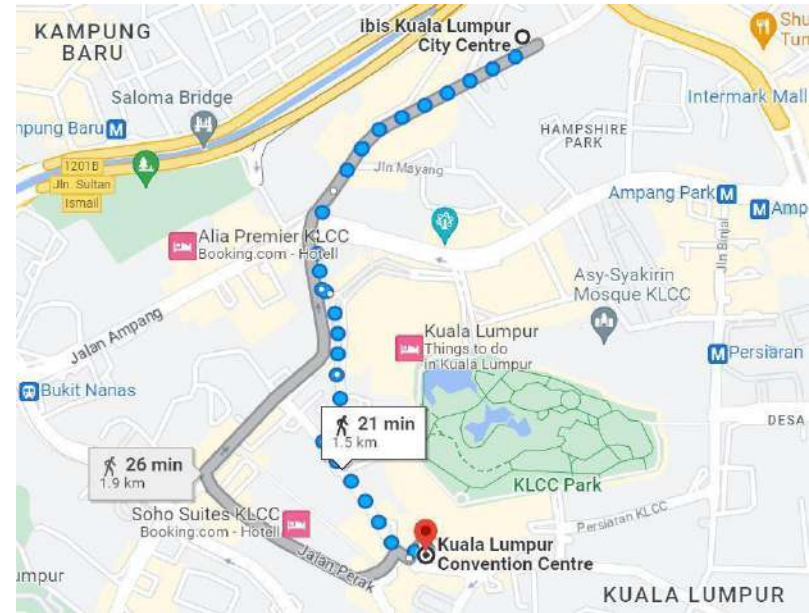 KAMPUNG
BARU
ibis Kuala Lumpur
City Centre
Shu
Tun
Saloma Bridge
Intermark Mall
npung Baru M
HAMPSHIRE
PARK
1201B
Jln. Sultan
Ismail
Jln Mayang
Ampang Park M
M Amp
Alia Premier KLCC
Booking.com - Hotell
Jln Binjai
Asy-Syakirin
Mosque KLCC
Jalan Ampang
Kuala Lumpur
Things to do
in Kuala Lumpur
M Persiaran
Bukit Nanas
DESA
21 min
1.5 km
26 min
1.9 km
KLCC Park
Soho Suites KLCC
Booking.com - Hotell
Persiaran KLCC
Kuala Lumpur
Convention Centre
Jalan Perak
umpur
KUALA LUMPUR